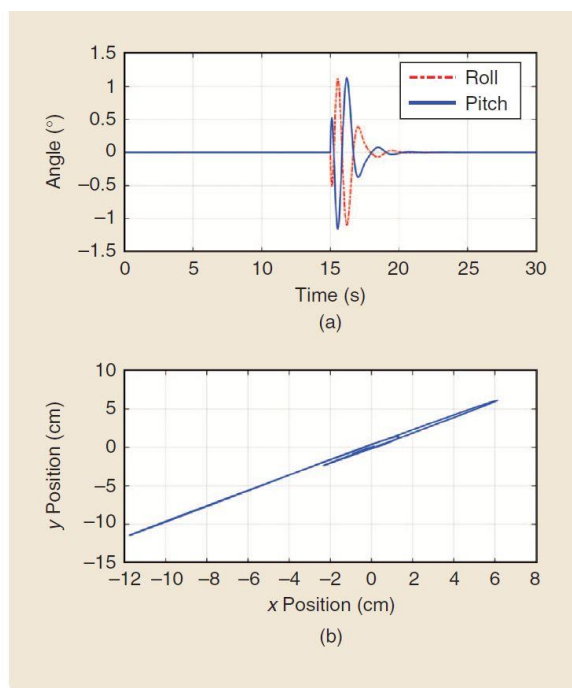 1.5
1
0.5
0
−0.5
−1
−1.5
Angle (°)
Roll
Pitch
0 5 10 15 20 25 30
Time (s)
(a)
10
5
0
−5
−10
−15
y Position (cm)
−12 −10 −8 −6 −4 −2 0 2 4 6 8
x Position (cm)
(b)